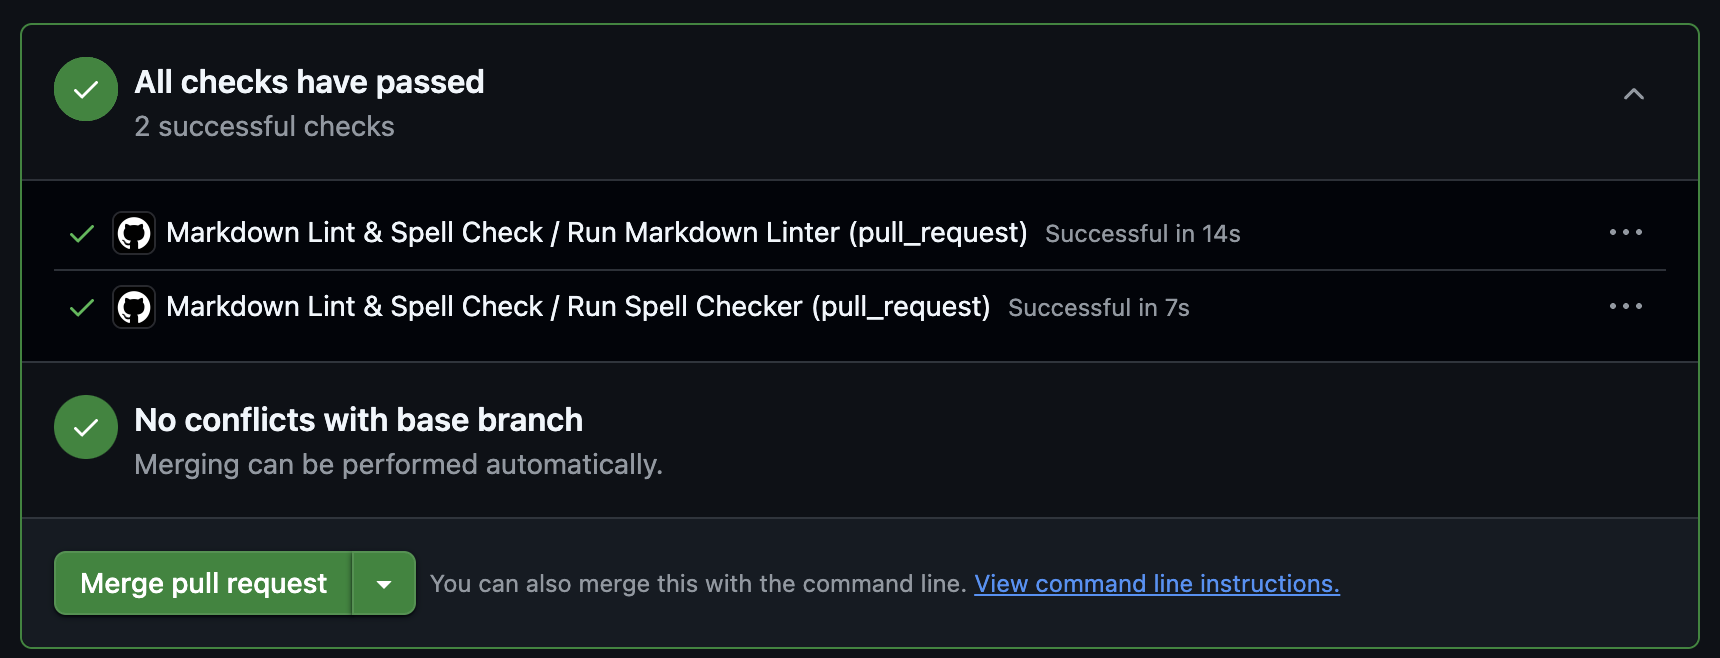 All checks have passed
2 successful checks
Markdown Lint & Spell Check / Run Markdown Linter (pull_request) Successful in 14s
Markdown Lint & Spell Check / Run Spell Checker (pull_request) Successful in 7s
No conflicts with base branch
Merging can be performed automatically.
Merge pull request You can also merge this with the command line. View command line instructions.